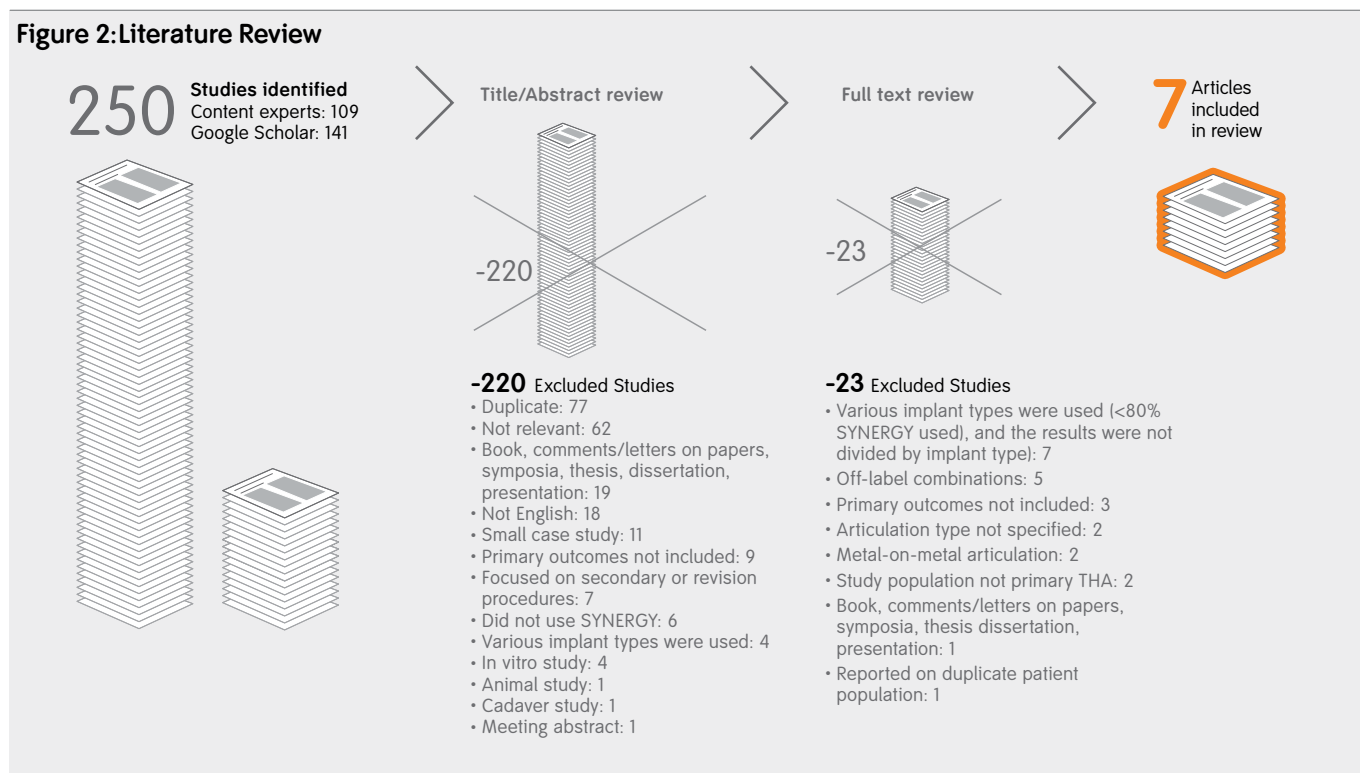 Figure 2:Literature Review
250
Studies identified
Content experts: 109
Google Scholar: 141
Title/Abstract review
-220
-220 Excluded Studies
• Duplicate: 77
• Not relevant: 62
• Book, comments/letters on papers,
symposia, thesis, dissertation,
presentation: 19
• Not English: 18
• Small case study: 11
• Primary outcomes not included: 9
• Focused on secondary or revision
procedures: 7
• Did not use SYNERGY: 6
• Various implant types were used: 4
• In vitro study: 4
• Animal study: 1
• Cadaver study: 1
• Meeting abstract: 1
Full text review
-23
-23 Excluded Studies
• Various implant types were used (<80%
SYNERGY used), and the results were not
divided by implant type): 7
• Off-label combinations: 5
• Primary outcomes not included: 3
• Articulation type not specified: 2
• Metal-on-metal articulation: 2
• Study population not primary THA: 2
• Book, comments/letters on papers,
symposia, thesis dissertation,
presentation: 1
• Reported on duplicate patient
population: 1
7
Articles
included
in review